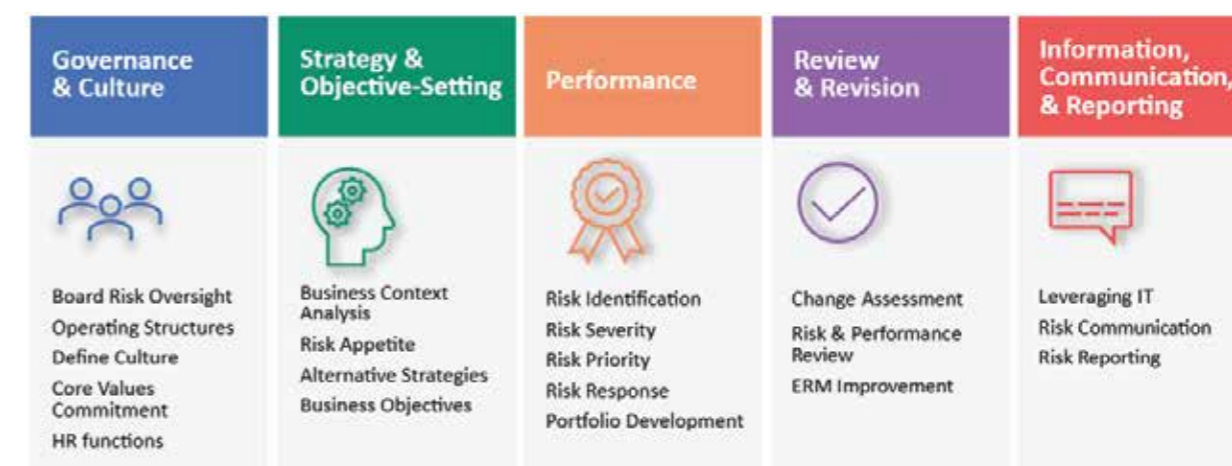 Governance
& Culture
Strategy &
Objective-Setting
Performance
Review
& Revision
Information,
Communication,
& Reporting
Board Risk Oversight
Operating Structures
Define Culture
Core Values
Commitment
HR functions
Business Context
Analysis
Risk Appetite
Alternative Strategies
Business Objectives
Risk Identification
Risk Severity
Risk Priority
Risk Response
Portfolio Development
Change Assessment
Risk & Performance
Review
ERM Improvement
Leveraging IT
Risk Communication
Risk Reporting